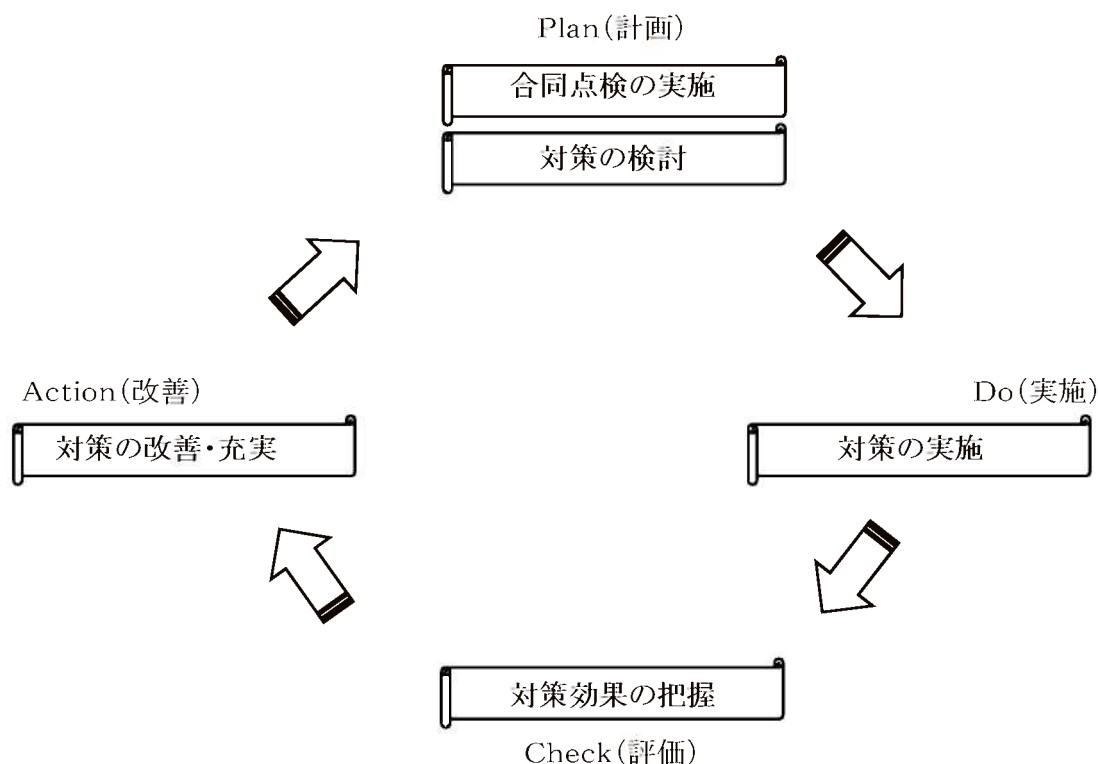 Plan(計画)
合同点検の実施
対策の検討
Action(改善)
対策の改善・充実
Do(実施)
対策の実施
対策効果の把握
Check(評価)